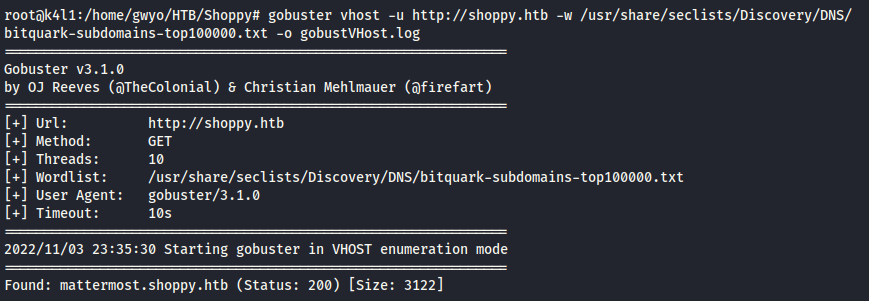 root@k4l1:/home/gwyo/HTB/Shoppy# gobuster vhost -u http://shoppy.htb -w /usr/share/seclists/Discovery/DNS/
bitquark-subdomains-top100000.txt -o gobustVHost.log
===============================================================
Gobuster v3.1.0
by OJ Reeves (@TheColonial) & Christian Mehlmauer (@firefart)
===============================================================
[+] Url:          http://shoppy.htb
[+] Method:       GET
[+] Threads:      10
[+] Wordlist:     /usr/share/seclists/Discovery/DNS/bitquark-subdomains-top100000.txt
[+] User Agent:   gobuster/3.1.0
[+] Timeout:      10s
===============================================================
2022/11/03 23:35:30 Starting gobuster in VHOST enumeration mode
===============================================================
Found: mattermost.shoppy.htb (Status: 200) [Size: 3122]